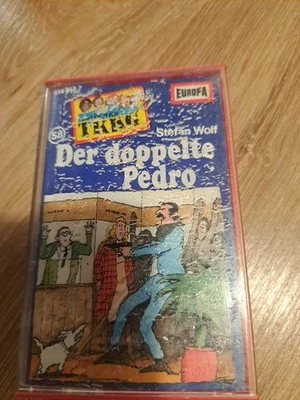 EUROPA
TKKG
58
Stefan Wolf
Der doppelte
Pedro